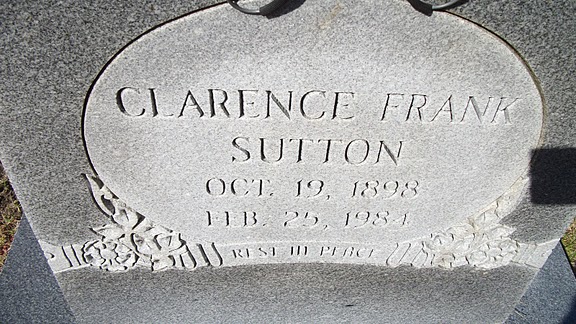 CLARENCE FRANK
SUTTON
OCT. 19, 1898
FEB. 25, 1984
REST IN PEACE